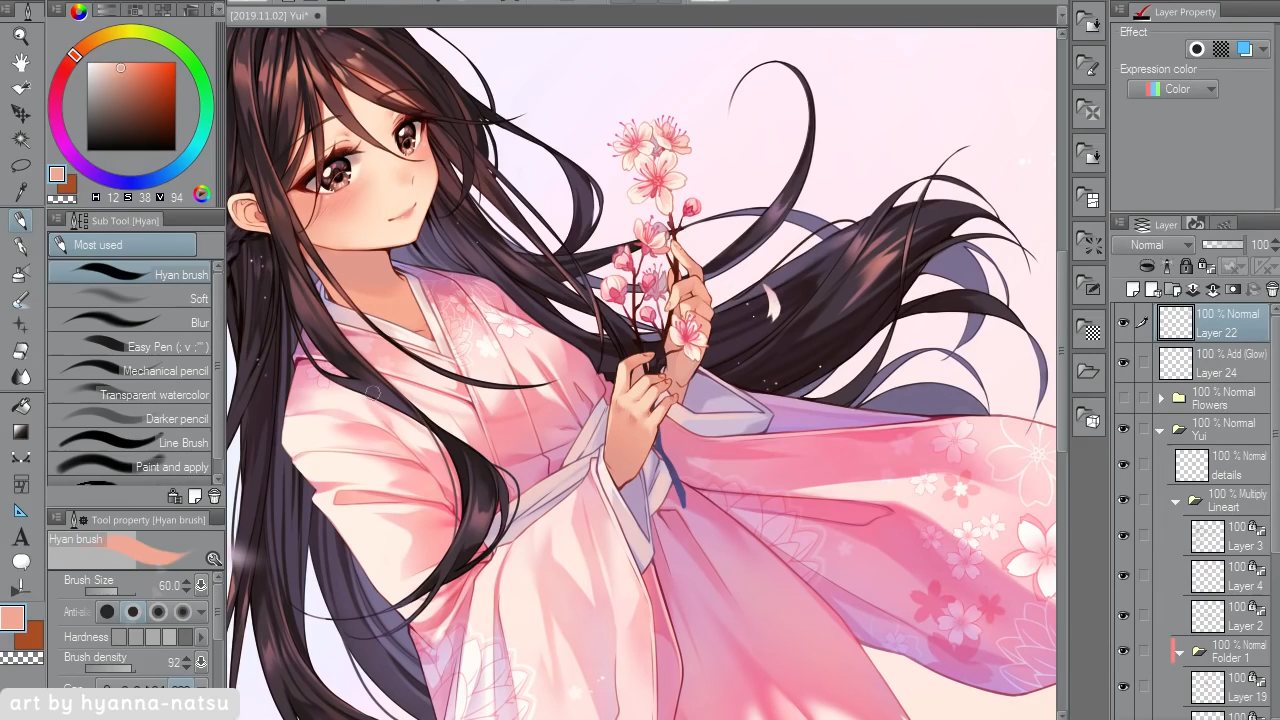 [2019.11.02] Yui*
H 12 S 38 V 94
Sub Tool [Hyan]
Most used
Hyan brush
Soft
Blur
Easy Pen (; v ;"" )
Mechanical pencil
Transparent watercolor
Darker pencil
Line Brush
Paint and apply
Tool property [Hyan brush]
Hyan brush
Brush Size 60.0
Hardness
Brush density 92
art by hyanna-natsu
Layer Property
Effect
Expression color
Color
Layer
Normal 100
100 % Normal
Layer 22
100 % Add (Glow)
Layer 24
100 % Normal
Flowers
100 % Normal
Yui
100 % Normal
details
100 % Multiply
Lineart
100
Layer 3
100
Layer 4
100
Layer 2
100 % Normal
Folder 1
100
Layer 19
100